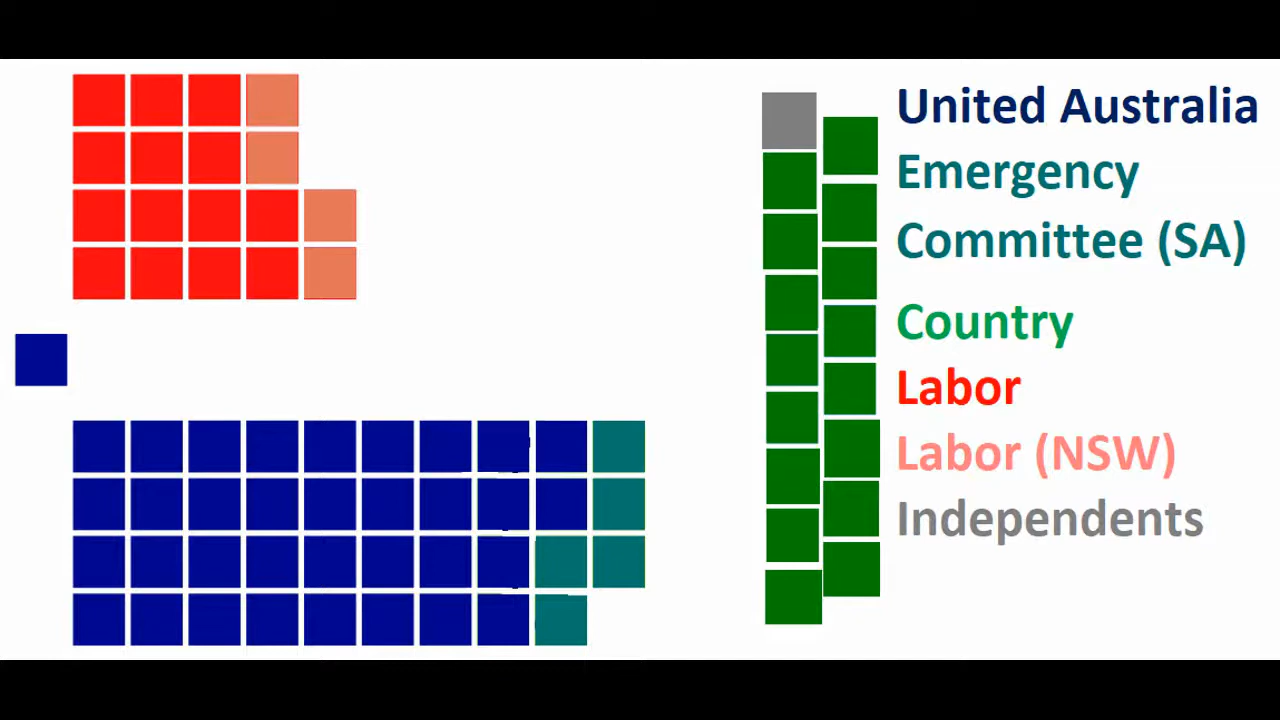 United Australia
Emergency
Committee (SA)
Country
Labor
Labor (NSW)
Independents